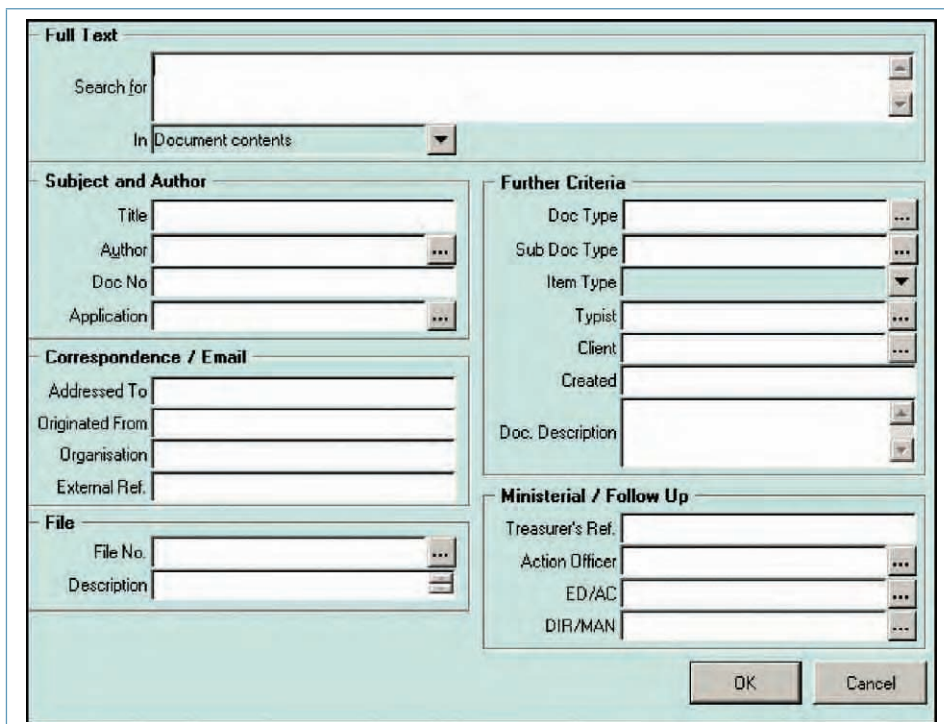 Full Text
Search for
In Document contents
Subject and Author
Title
Author
Doc No
Application
Correspondence / Email
Addressed To
Originated From
Organisation
External Ref.
File
File No.
Description
Further Criteria
Doc Type
Sub Doc Type
Item Type
Typist
Client
Created
Doc. Description
Ministerial / Follow Up
Treasurer's Ref.
Action Officer
ED/AC
DIR/MAN
OK Cancel